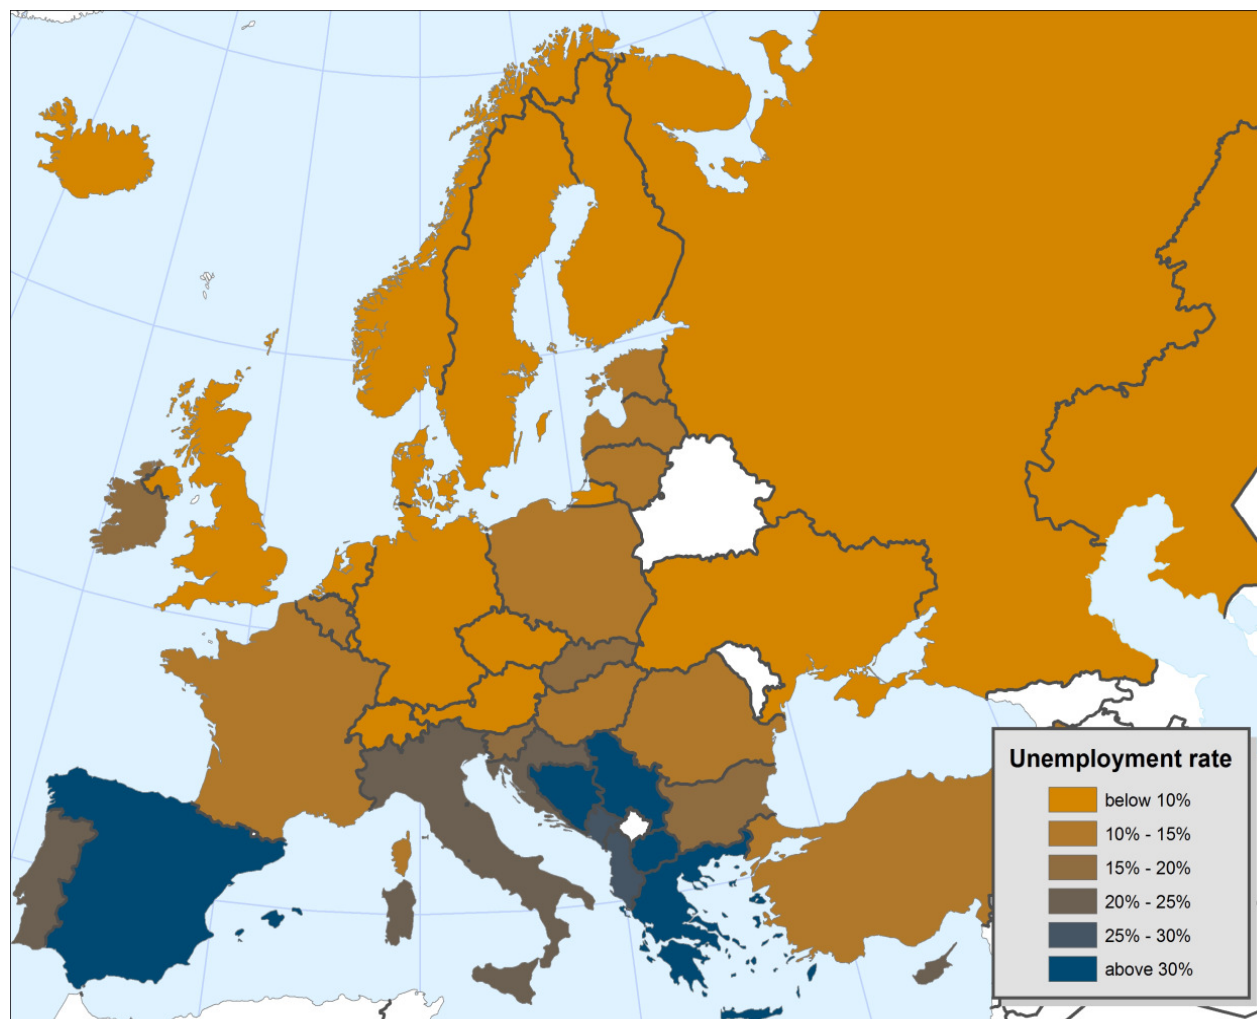 Unemployment rate
below 10%
10% - 15%
15% - 20%
20% - 25%
25% - 30%
above 30%